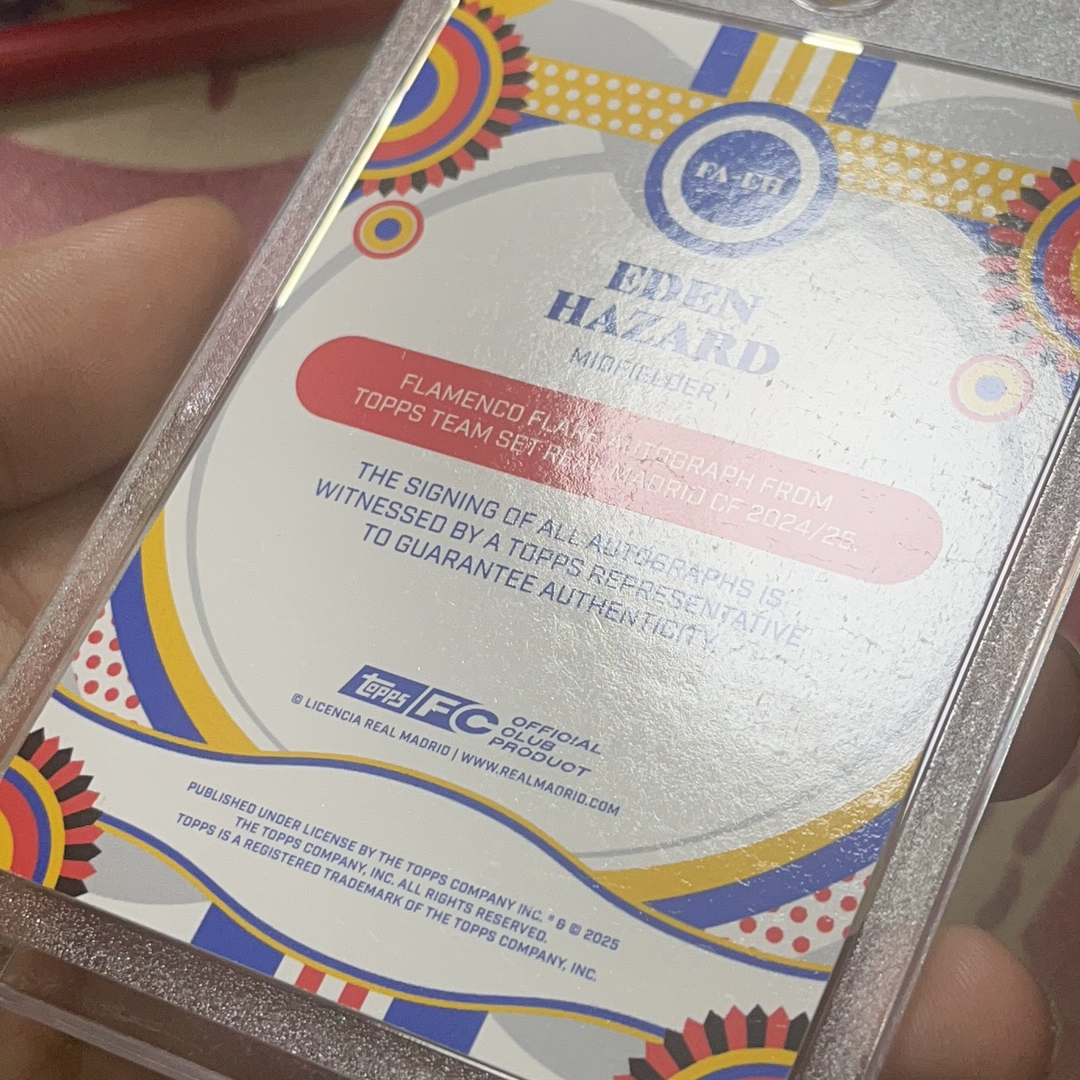 FA-EH
EDEN
HAZARD
MIDFIELDER
FLAMENCO FLARE AUTOGRAPH FROM
TOPPS TEAM SET REAL MADRID CF 2024/25.
THE SIGNING OF ALL AUTOGRAPHS IS
WITNESSED BY A TOPPS REPRESENTATIVE
TO GUARANTEE AUTHENTICITY.
topps FC OFFICIAL
CLUB
PRODUCT
© LICENCIA REAL MADRID | WWW.REALMADRID.COM
PUBLISHED UNDER LICENSE BY THE TOPPS COMPANY INC. ® & © 2025
THE TOPPS COMPANY, INC. ALL RIGHTS RESERVED.
TOPPS IS A REGISTERED TRADEMARK OF THE TOPPS COMPANY, INC.